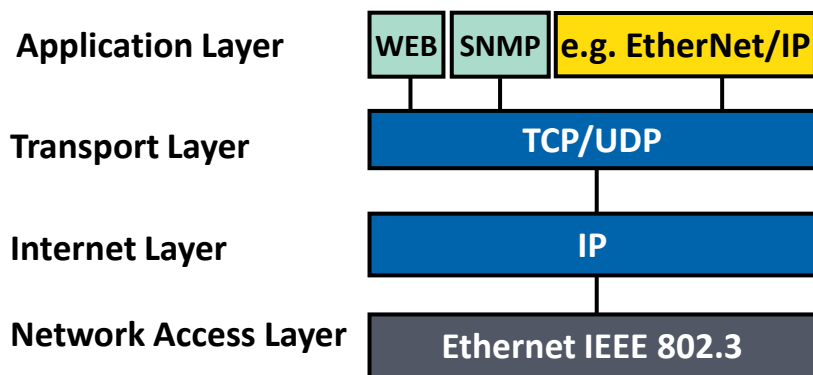 Application Layer
WEB
SNMP
e.g. EtherNet/IP
Transport Layer
TCP/UDP
Internet Layer
IP
Network Access Layer
Ethernet IEEE 802.3